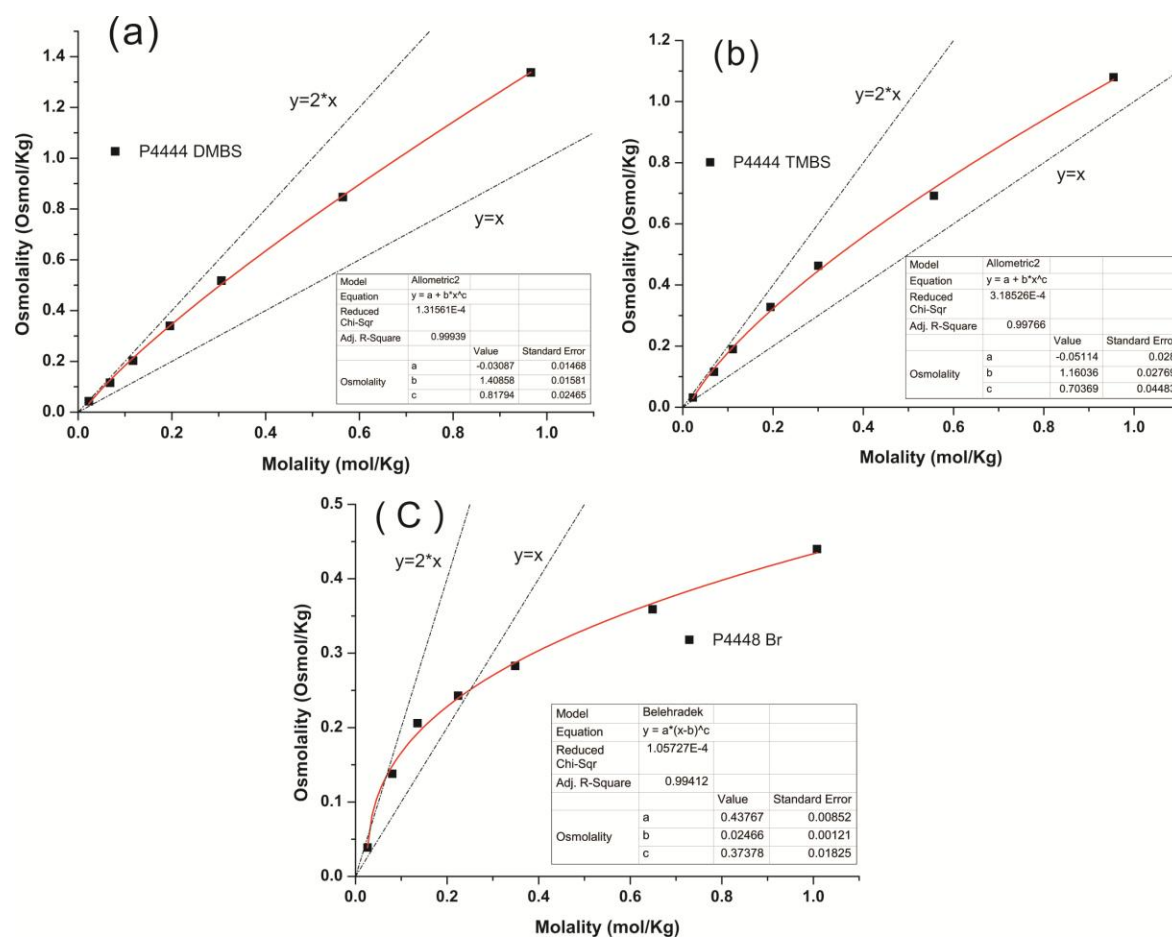 (a)
Osmolality (Osmol/Kg)
1.4
1.2
1.0
0.8
0.6
0.4
0.2
0.0
y=2*x
P4444 DMBS
y=x
Model Allometric2
Equation y = a + b*x^c
Reduced 1.31561E-4
Chi-Sqr
Adj. R-Square 0.99939
Value Standard Error
a -0.03087 0.01468
Osmolality b 1.40858 0.01581
c 0.81794 0.02465
0.0 0.2 0.4 0.6 0.8 1.0
Molality (mol/Kg)
(b)
Osmolality (Osmol/Kg)
1.2
1.0
0.8
0.6
0.4
0.2
0.0
y=2*x
P4444 TMBS
y=x
Model Allometric2
Equation y = a + b*x^c
Reduced 3.18526E-4
Chi-Sqr
Adj. R-Square 0.99766
Value Standard Error
a -0.05114 0.028
Osmolality b 1.16036 0.02769
c 0.70369 0.04483
0.0 0.2 0.4 0.6 0.8 1.0
Molality (mol/Kg)
( C )
Osmolality (Osmol/Kg)
0.5
0.4
0.3
0.2
0.1
0.0
y=2*x
y=x
P4448 Br
Model Belehradek
Equation y = a*(x-b)^c
Reduced 1.05727E-4
Chi-Sqr
Adj. R-Square 0.99412
Value Standard Error
a 0.43767 0.00852
Osmolality b 0.02466 0.00121
c 0.37378 0.01825
0.0 0.2 0.4 0.6 0.8 1.0
Molality (mol/Kg)